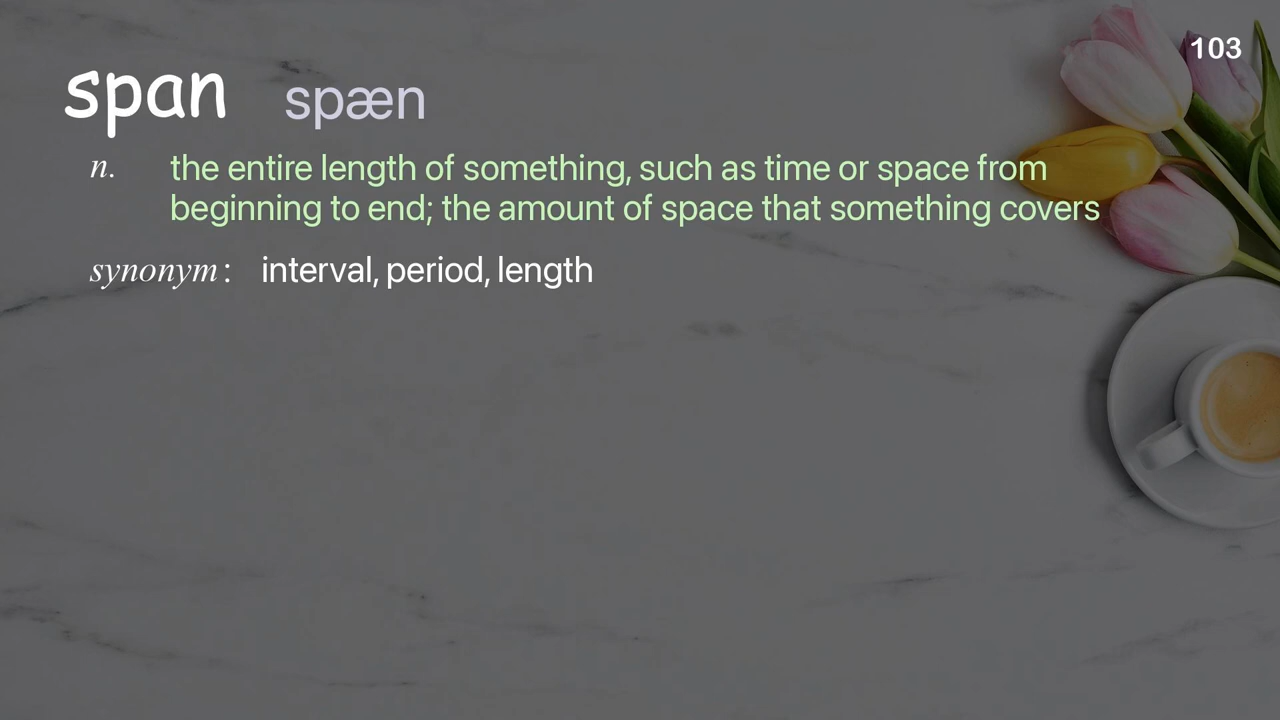 103
span spæn
n. the entire length of something, such as time or space from
beginning to end; the amount of space that something covers
synonym: interval, period, length